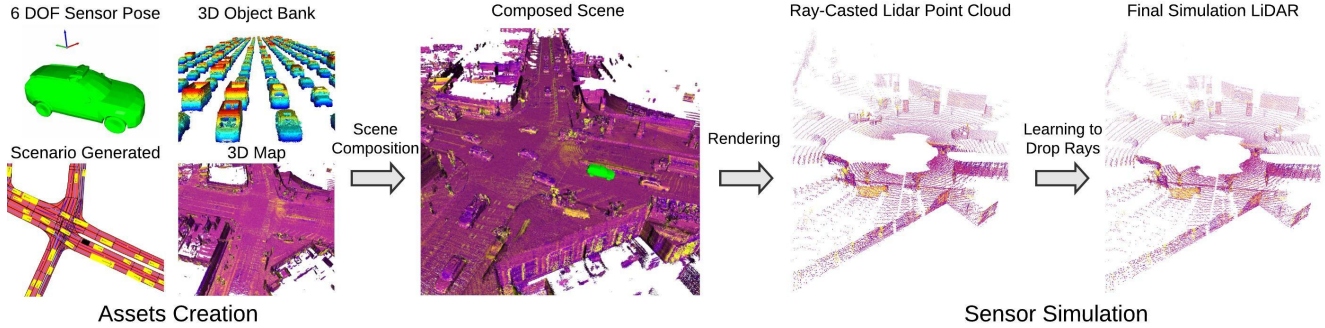 6 DOF Sensor Pose
3D Object Bank
Composed Scene
Ray-Casted Lidar Point Cloud
Final Simulation LiDAR
Scene
Composition
Rendering
Learning to
Drop Rays
Scenario Generated
3D Map
Assets Creation
Sensor Simulation